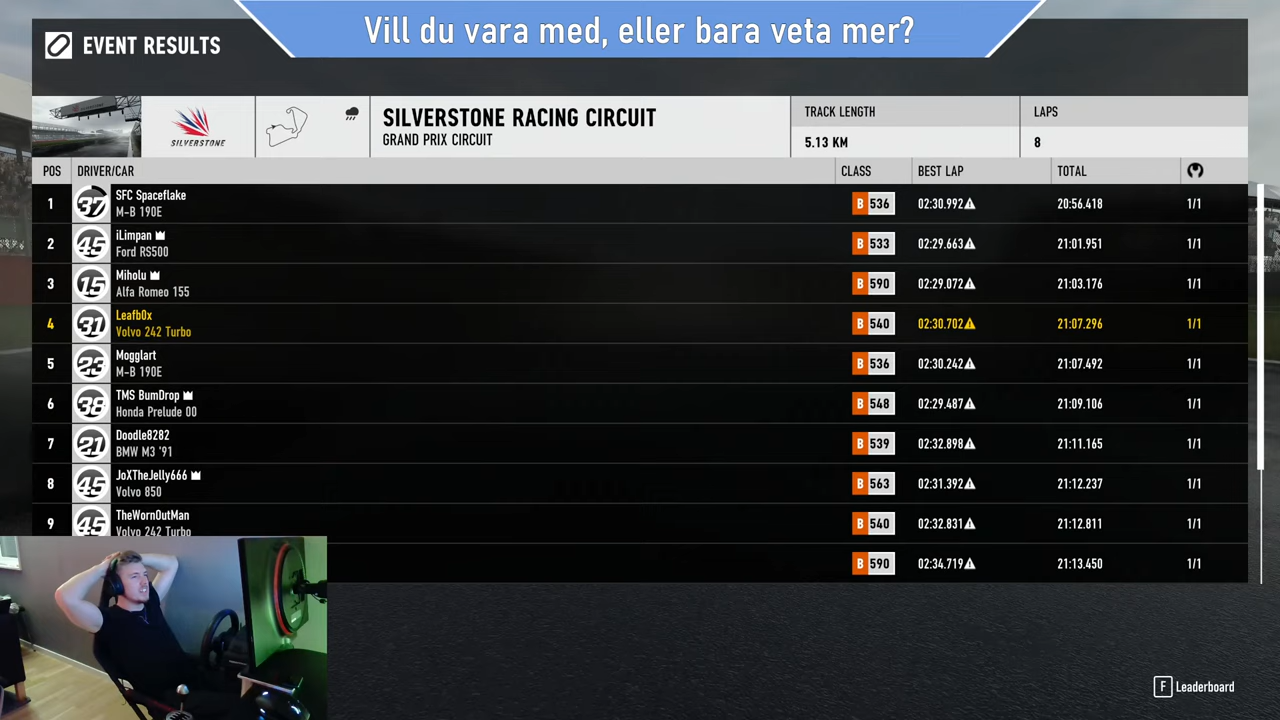 Vill du vara med, eller bara veta mer?
EVENT RESULTS
SILVERSTONE
SILVERSTONE RACING CIRCUIT
GRAND PRIX CIRCUIT
TRACK LENGTH
5.13 KM
LAPS
8
POS DRIVER/CAR CLASS BEST LAP TOTAL
1 37 SFC Spaceflake B 536 02:30.992 20:56.418 1/1
M-B 190E
2 45 iLimpan B 533 02:29.663 21:01.951 1/1
Ford RS500
3 15 Miholu B 590 02:29.072 21:03.176 1/1
Alfa Romeo 155
4 31 Leafb0x B 540 02:30.702 21:07.296 1/1
Volvo 242 Turbo
5 23 Mogglart B 536 02:30.242 21:07.492 1/1
M-B 190E
6 38 TMS BumDrop B 548 02:29.487 21:09.106 1/1
Honda Prelude 00
7 21 Doodle8282 B 539 02:32.898 21:11.165 1/1
BMW M3 '91
8 45 JoXTheJelly666 B 563 02:31.392 21:12.237 1/1
Volvo 850
9 45 TheWornOutMan B 540 02:32.831 21:12.811 1/1
Volvo 242 Turbo
B 590 02:34.719 21:13.450 1/1
F Leaderboard